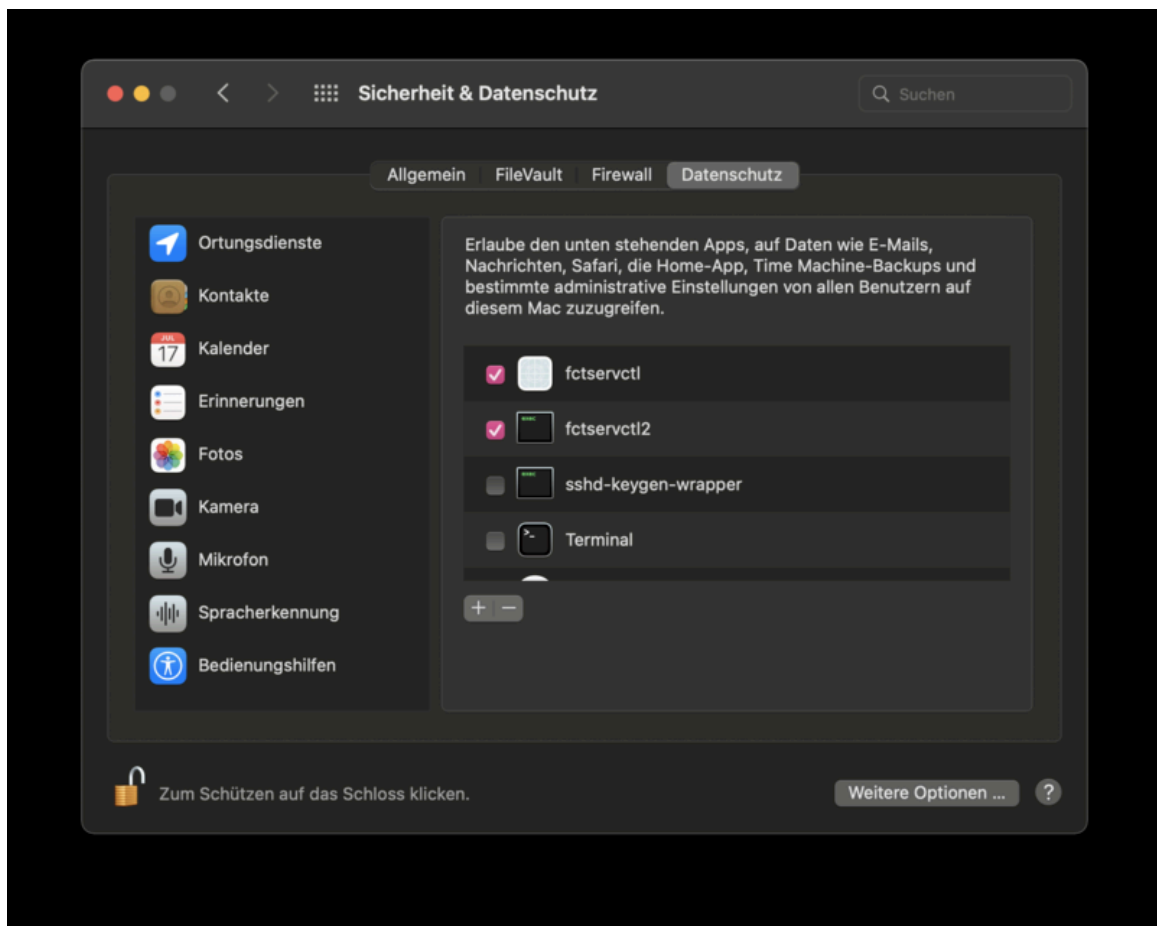 Sicherheit & Datenschutz
Suchen
Allgemein
FileVault
Firewall
Datenschutz
Ortungsdienste
Kontakte
JUL
17
Kalender
Erinnerungen
Fotos
Kamera
Mikrofon
Spracherkennung
Bedienungshilfen
Erlaube den unten stehenden Apps, auf Daten wie E-Mails,
Nachrichten, Safari, die Home-App, Time Machine-Backups und
bestimmte administrative Einstellungen von allen Benutzern auf
diesem Mac zuzugreifen.
fctservctl
fctservctl2
sshd-keygen-wrapper
Terminal
Zum Schützen auf das Schloss klicken.
Weitere Optionen ...
?